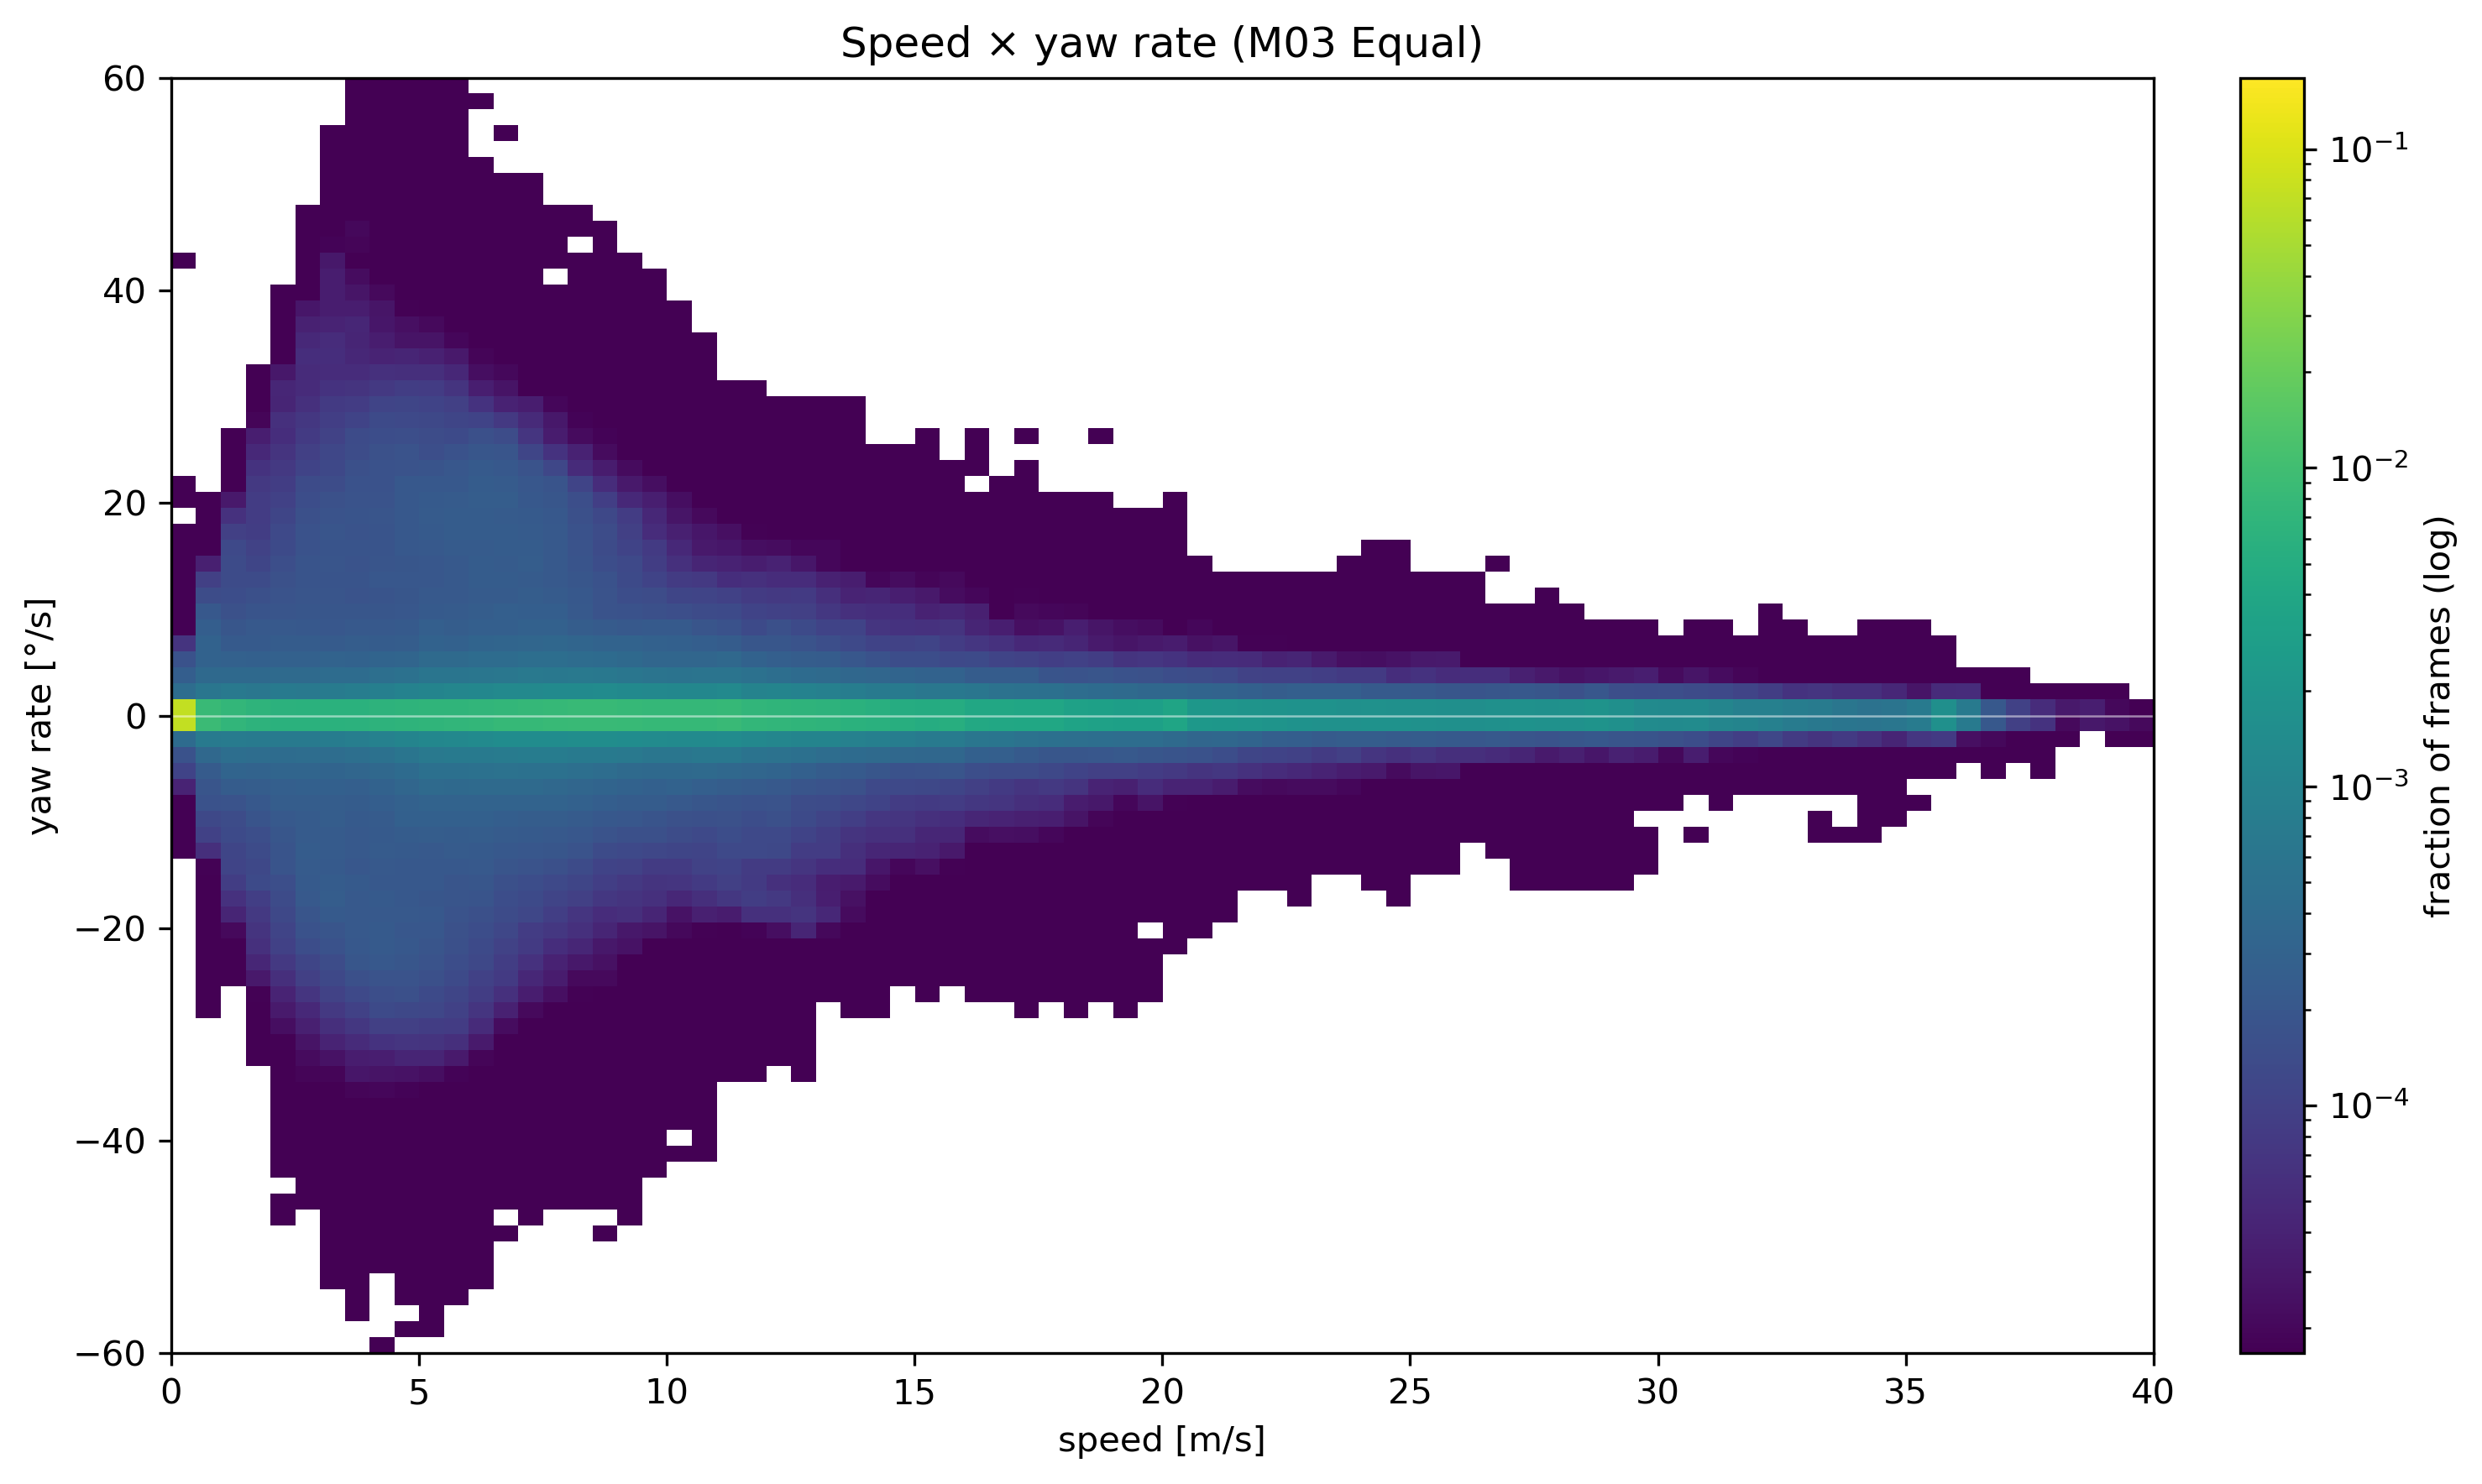 Speed × yaw rate (M03 Equal)
60
40
20
0
−20
−40
−60
yaw rate [°/s]
0 5 10 15 20 25 30 35 40
speed [m/s]
10⁻¹
10⁻²
10⁻³
10⁻⁴
fraction of frames (log)